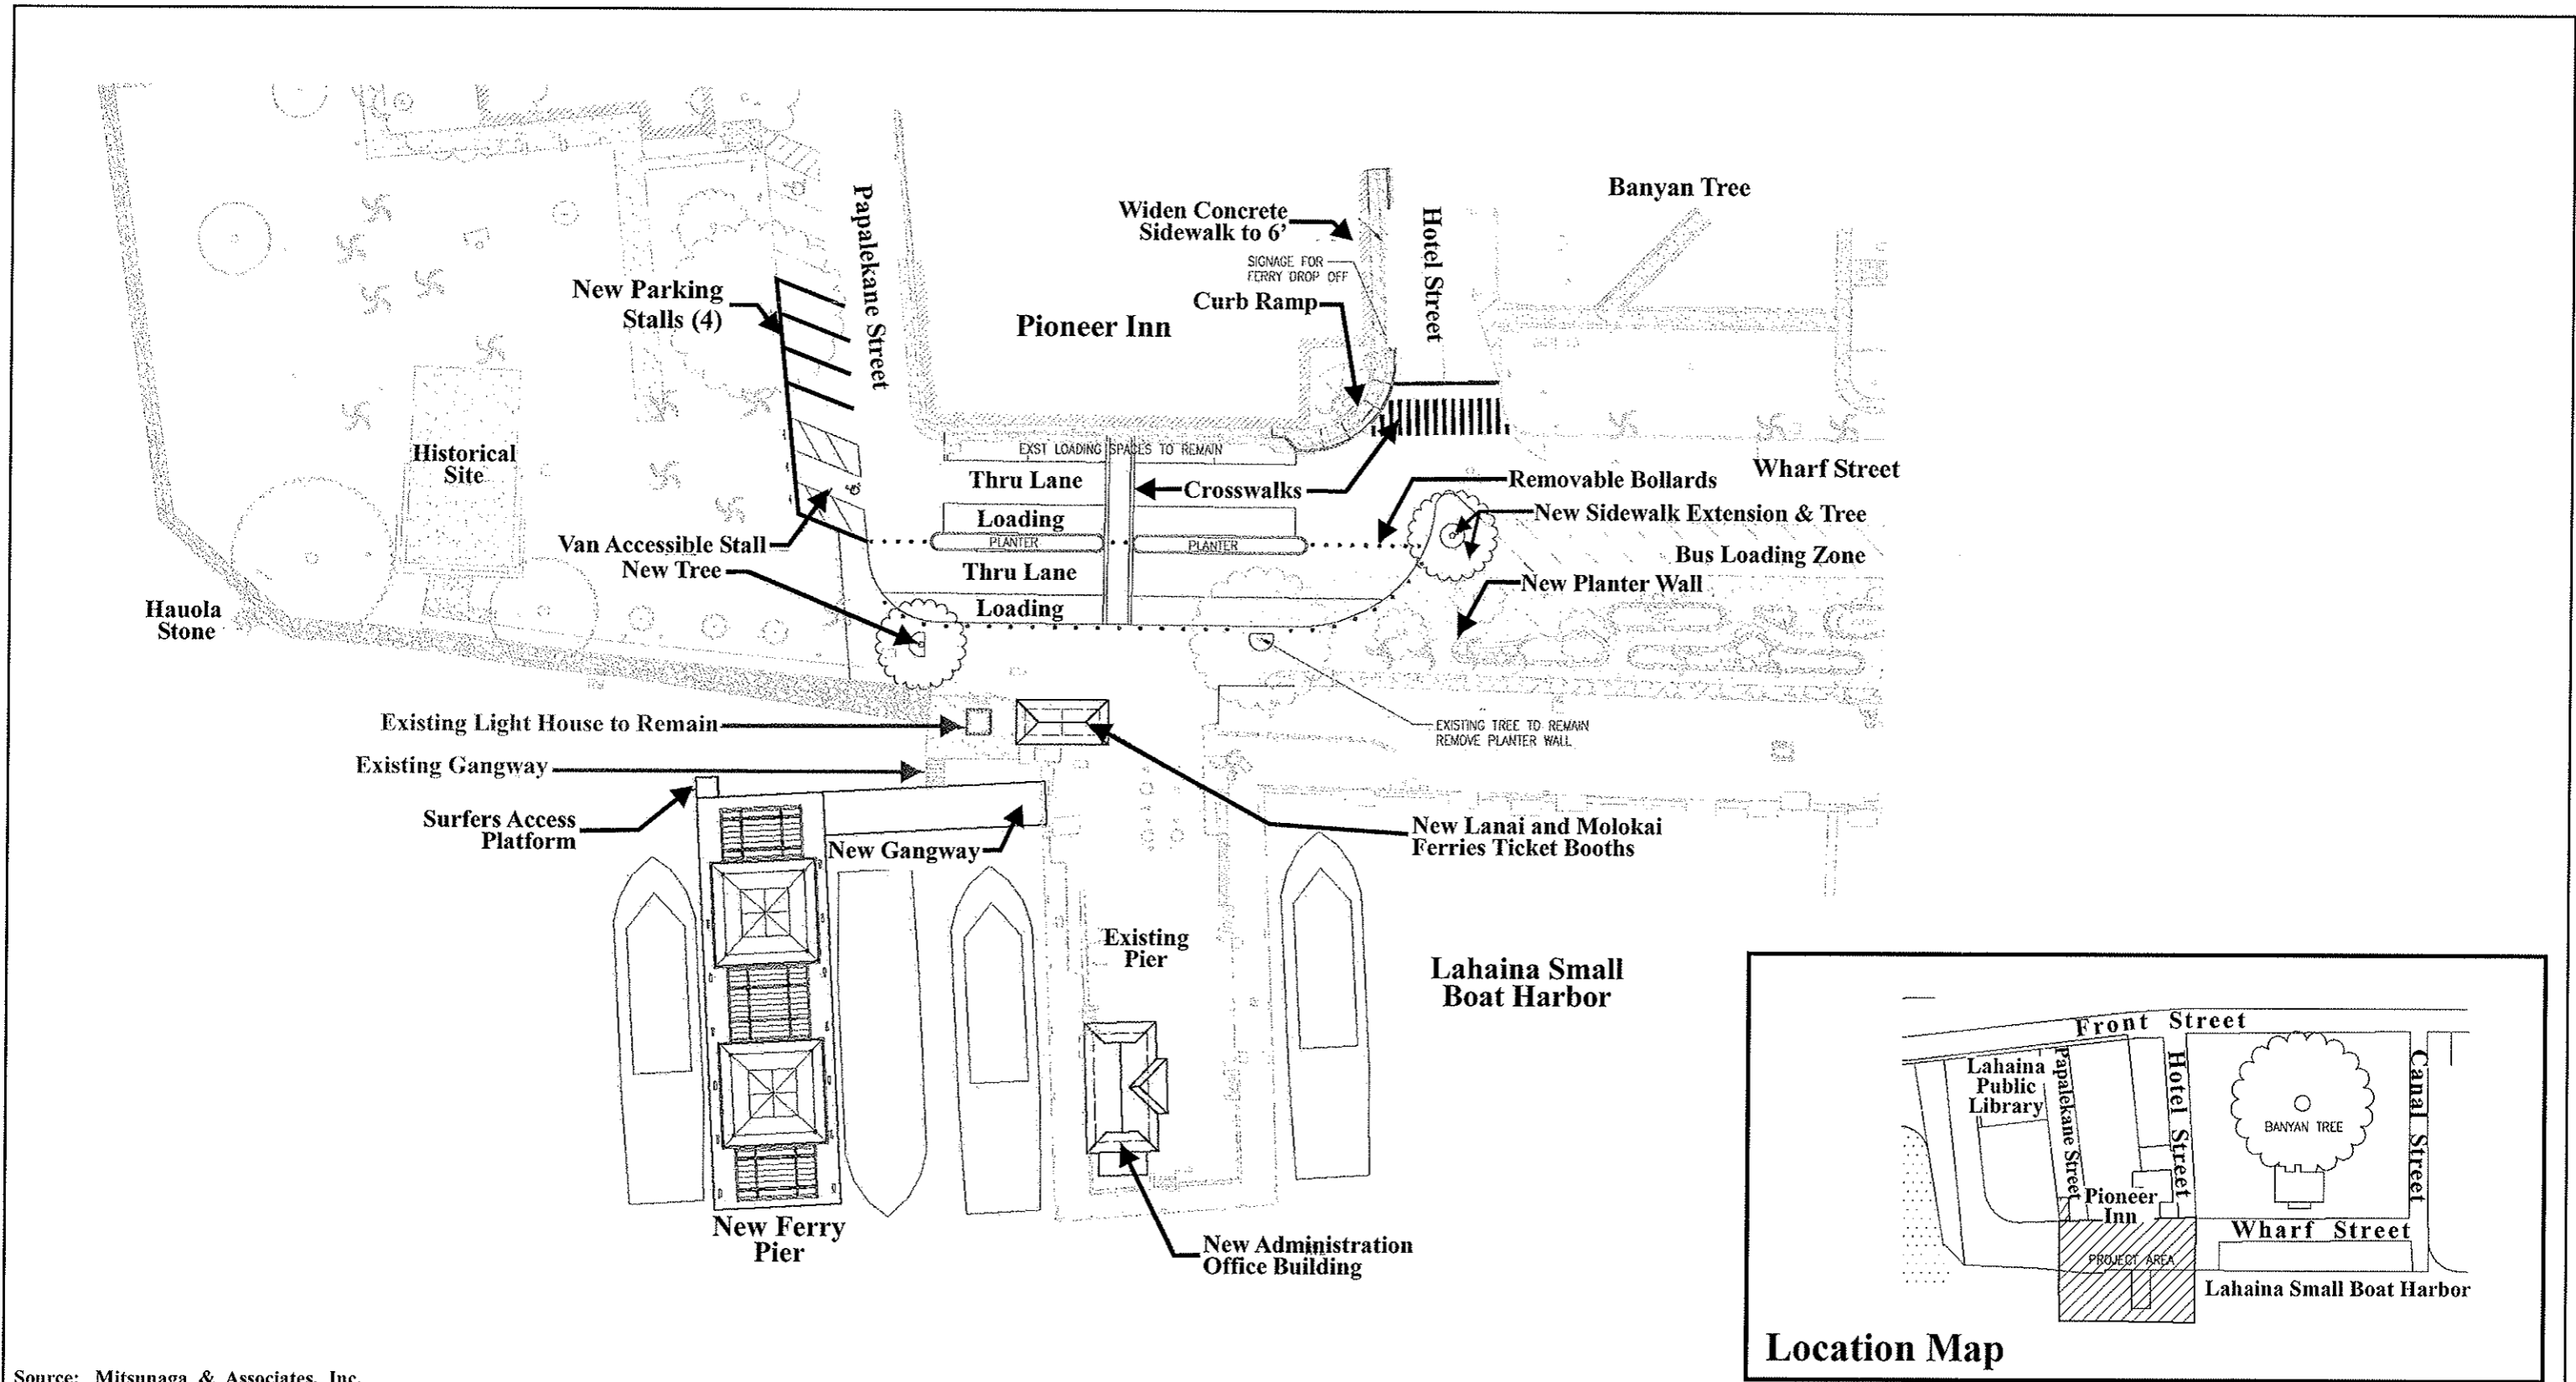 Banyan Tree
Widen Concrete
Sidewalk to 6'
SIGNAGE FOR
FERRY DROP OFF
Hotel Street
Papalekane Street
New Parking
Stalls (4)
Curb Ramp
Pioneer Inn
EXST LOADING SPACES TO REMAIN
Historical
Site
Thru Lane
Crosswalks
Wharf Street
Removable Bollards
Loading
New Sidewalk Extension & Tree
PLANTER
PLANTER
Van Accessible Stall
Bus Loading Zone
New Tree
Thru Lane
New Planter Wall
Loading
Hauola
Stone
Existing Light House to Remain
EXISTING TREE TO REMAIN
REMOVE PLANTER WALL
Existing Gangway
Surfers Access
Platform
New Gangway
New Lanai and Molokai
Ferries Ticket Booths
Existing
Pier
Lahaina Small
Boat Harbor
New Ferry
Pier
New Administration
Office Building
Front Street
Lahaina
Public
Library
Papalekane Street
Hotel Street
BANYAN TREE
Canal Street
Pioneer
Inn
Wharf Street
PROJECT AREA
Lahaina Small Boat Harbor
Location Map
Source: Mitsunaga & Associates, Inc.